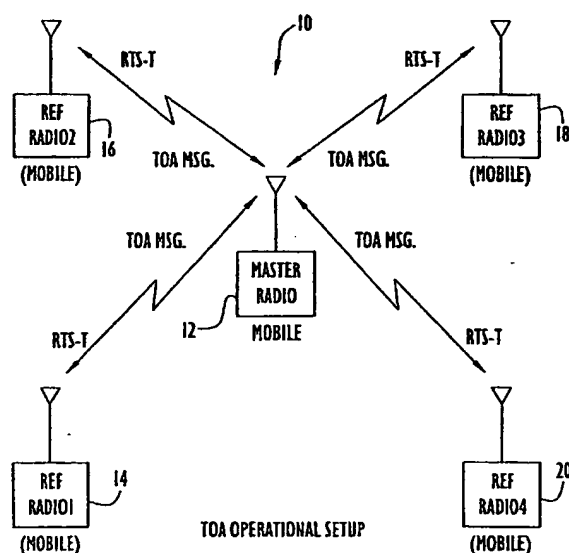 10
RTS-T
RTS-T
REF
RADIO2
16
(MOBILE)
REF
RADIO3
18
(MOBILE)
TOA MSG.
TOA MSG.
TOA MSG.
TOA MSG.
MASTER
RADIO
12
MOBILE
RTS-T
RTS-T
REF
RADIO1
14
(MOBILE)
REF
RADIO4
20
(MOBILE)
TOA OPERATIONAL SETUP